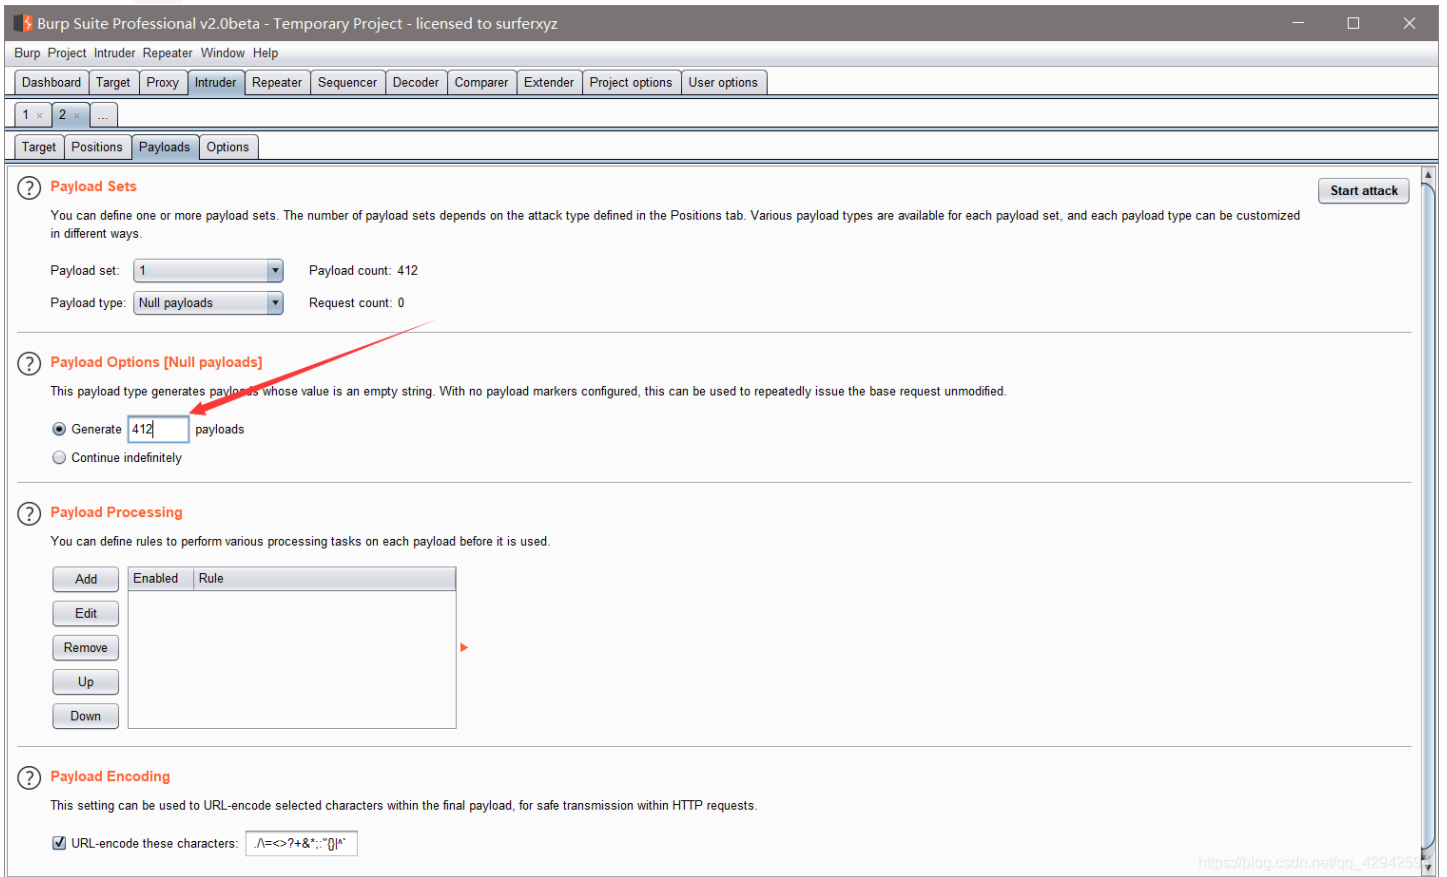 Burp Suite Professional v2.0beta - Temporary Project - licensed to surferxyz
Burp Project Intruder Repeater Window Help
Dashboard Target Proxy Intruder Repeater Sequencer Decoder Comparer Extender Project options User options
1 × 2 × ...
Target Positions Payloads Options
? Payload Sets
Start attack
You can define one or more payload sets. The number of payload sets depends on the attack type defined in the Positions tab. Various payload types are available for each payload set, and each payload type can be customized
in different ways.
Payload set: 1 Payload count: 412
Payload type: Null payloads Request count: 0
? Payload Options [Null payloads]
This payload type generates payloads whose value is an empty string. With no payload markers configured, this can be used to repeatedly issue the base request unmodified.
Generate 412 payloads
Continue indefinitely
? Payload Processing
You can define rules to perform various processing tasks on each payload before it is used.
Add Enabled Rule
Edit
Remove
Up
Down
? Payload Encoding
This setting can be used to URL-encode selected characters within the final payload, for safe transmission within HTTP requests.
URL-encode these characters: ./\=<>?+&*;:"{}|^`